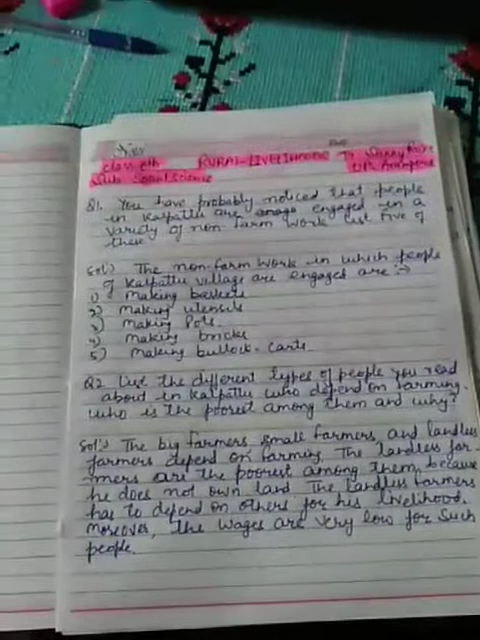 Class 6th RURAL-LIVELIHOODS
Sub Social Science
Q1. You have probably noticed that people
in Kalpattu are engaged in a
variety of non farm work list five of
these
Sol:) The non-farm work in which people
of Kalpattu village are engaged are :->
1) Making baskets
2) Making utensils
3) Making Pots.
4) Making bricks
5) Making bullock-carts
Q2 List the different types of people you read
about in Kalpattu who depend on farming.
who is the poorest among them and why?
Sol:) The big farmers small farmers, and landless
farmers depend on farming The landless far-
-mers are the poorest among them, because
he does not own land The landless farmers
has to depend on others for his livelihood.
Moreover, the wages are very low for such
people.